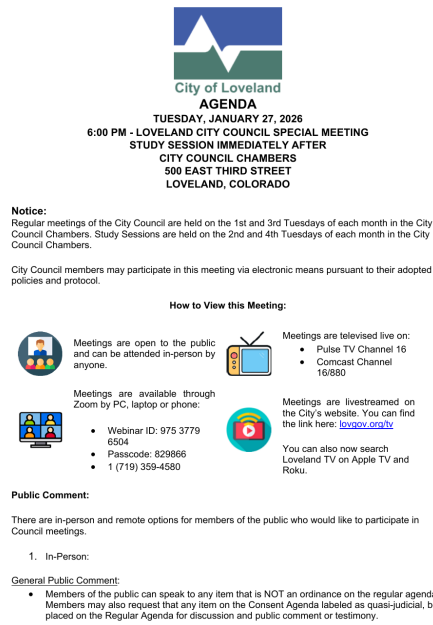 City of Loveland
AGENDA
TUESDAY, JANUARY 27, 2026
6:00 PM - LOVELAND CITY COUNCIL SPECIAL MEETING
STUDY SESSION IMMEDIATELY AFTER
CITY COUNCIL CHAMBERS
500 EAST THIRD STREET
LOVELAND, COLORADO
Notice:
Regular meetings of the City Council are held on the 1st and 3rd Tuesdays of each month in the City
Council Chambers. Study Sessions are held on the 2nd and 4th Tuesdays of each month in the City
Council Chambers.
City Council members may participate in this meeting via electronic means pursuant to their adopted
policies and protocol.
How to View this Meeting:
Meetings are open to the public
and can be attended in-person by
anyone.
Meetings are televised live on:
• Pulse TV Channel 16
• Comcast Channel
16/880
Meetings are available through
Zoom by PC, laptop or phone:
• Webinar ID: 975 3779
6504
• Passcode: 829866
• 1 (719) 359-4580
Meetings are livestreamed on
the City's website. You can find
the link here: lovgov.org/tv
You can also now search
Loveland TV on Apple TV and
Roku.
Public Comment:
There are in-person and remote options for members of the public who would like to participate in
Council meetings.
1. In-Person:
General Public Comment:
• Members of the public can speak to any item that is NOT an ordinance on the regular agenda
Members may also request that any item on the Consent Agenda labeled as quasi-judicial, b
placed on the Regular Agenda for discussion and public comment or testimony.